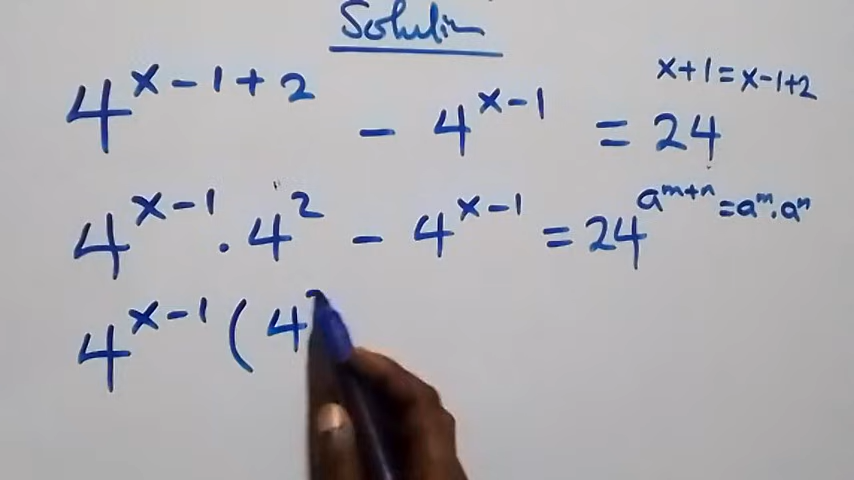 Solution
x+1=x-1+2
4^{x-1+2} - 4^{x-1} = 24
a^{m+n}=a^m.a^n
4^{x-1} . 4^2 - 4^{x-1} = 24
4^{x-1} ( 4^2